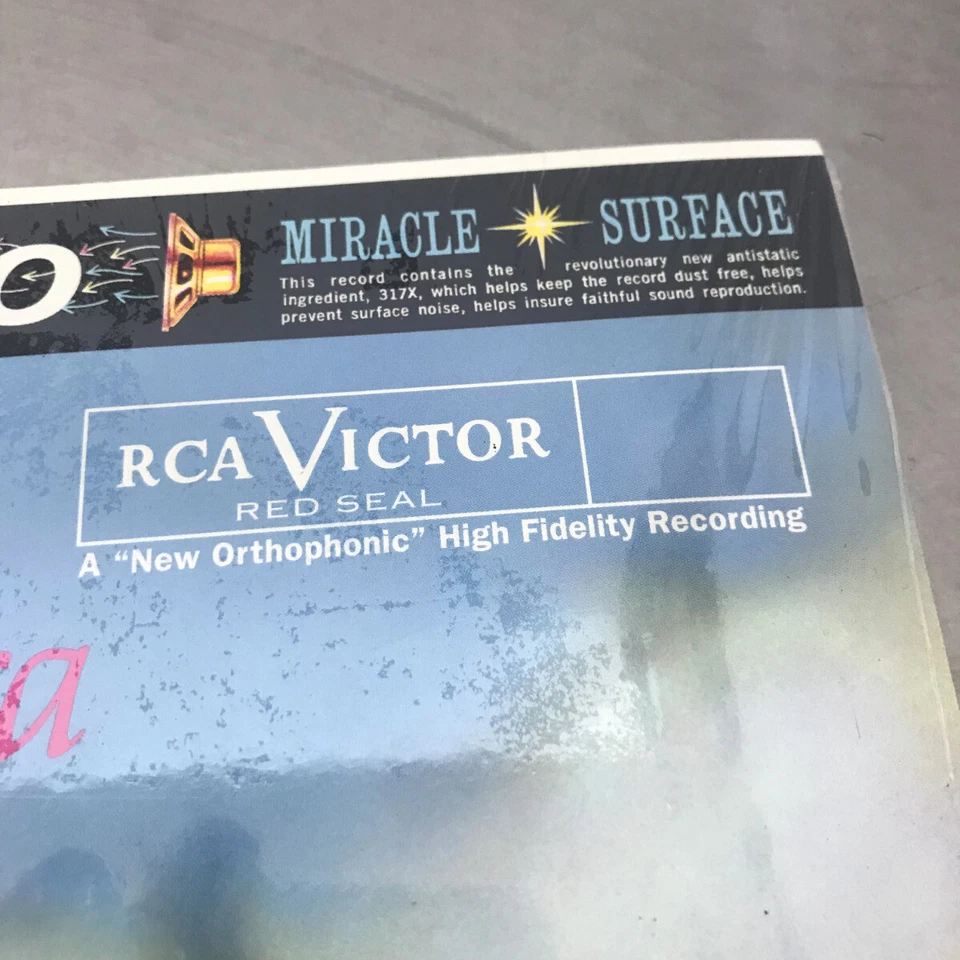 O
MIRACLE SURFACE
This record contains the revolutionary new antistatic
ingredient, 317X, which helps keep the record dust free, helps
prevent surface noise, helps insure faithful sound reproduction.
RCA VICTOR
RED SEAL
A “New Orthophonic” High Fidelity Recording
a